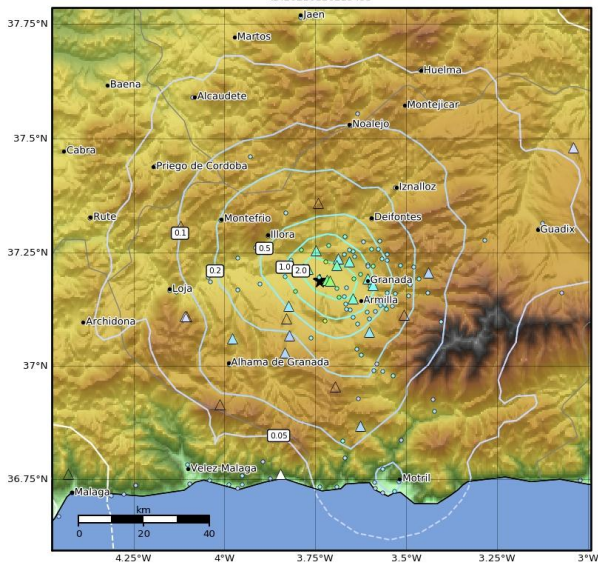 Jaen
37.75°N
Martos
Huelma
Baena
Alcaudete
Montejicar
37.5°N
Noalejo
Cabra
Priego de Cordoba
Iznalloz
Rute
Montefrio
Deifontes
0.1
Illora
Guadix
0.5
37.25°N
0.2
1.0
2.0
Granada
Loja
Armilla
Archidona
37°N
Alhama de Granada
0.05
Velez-Malaga
36.75°N
Motril
Malaga
km
0 20 40
4.25°W 4°W 3.75°W 3.5°W 3.25°W 3°W